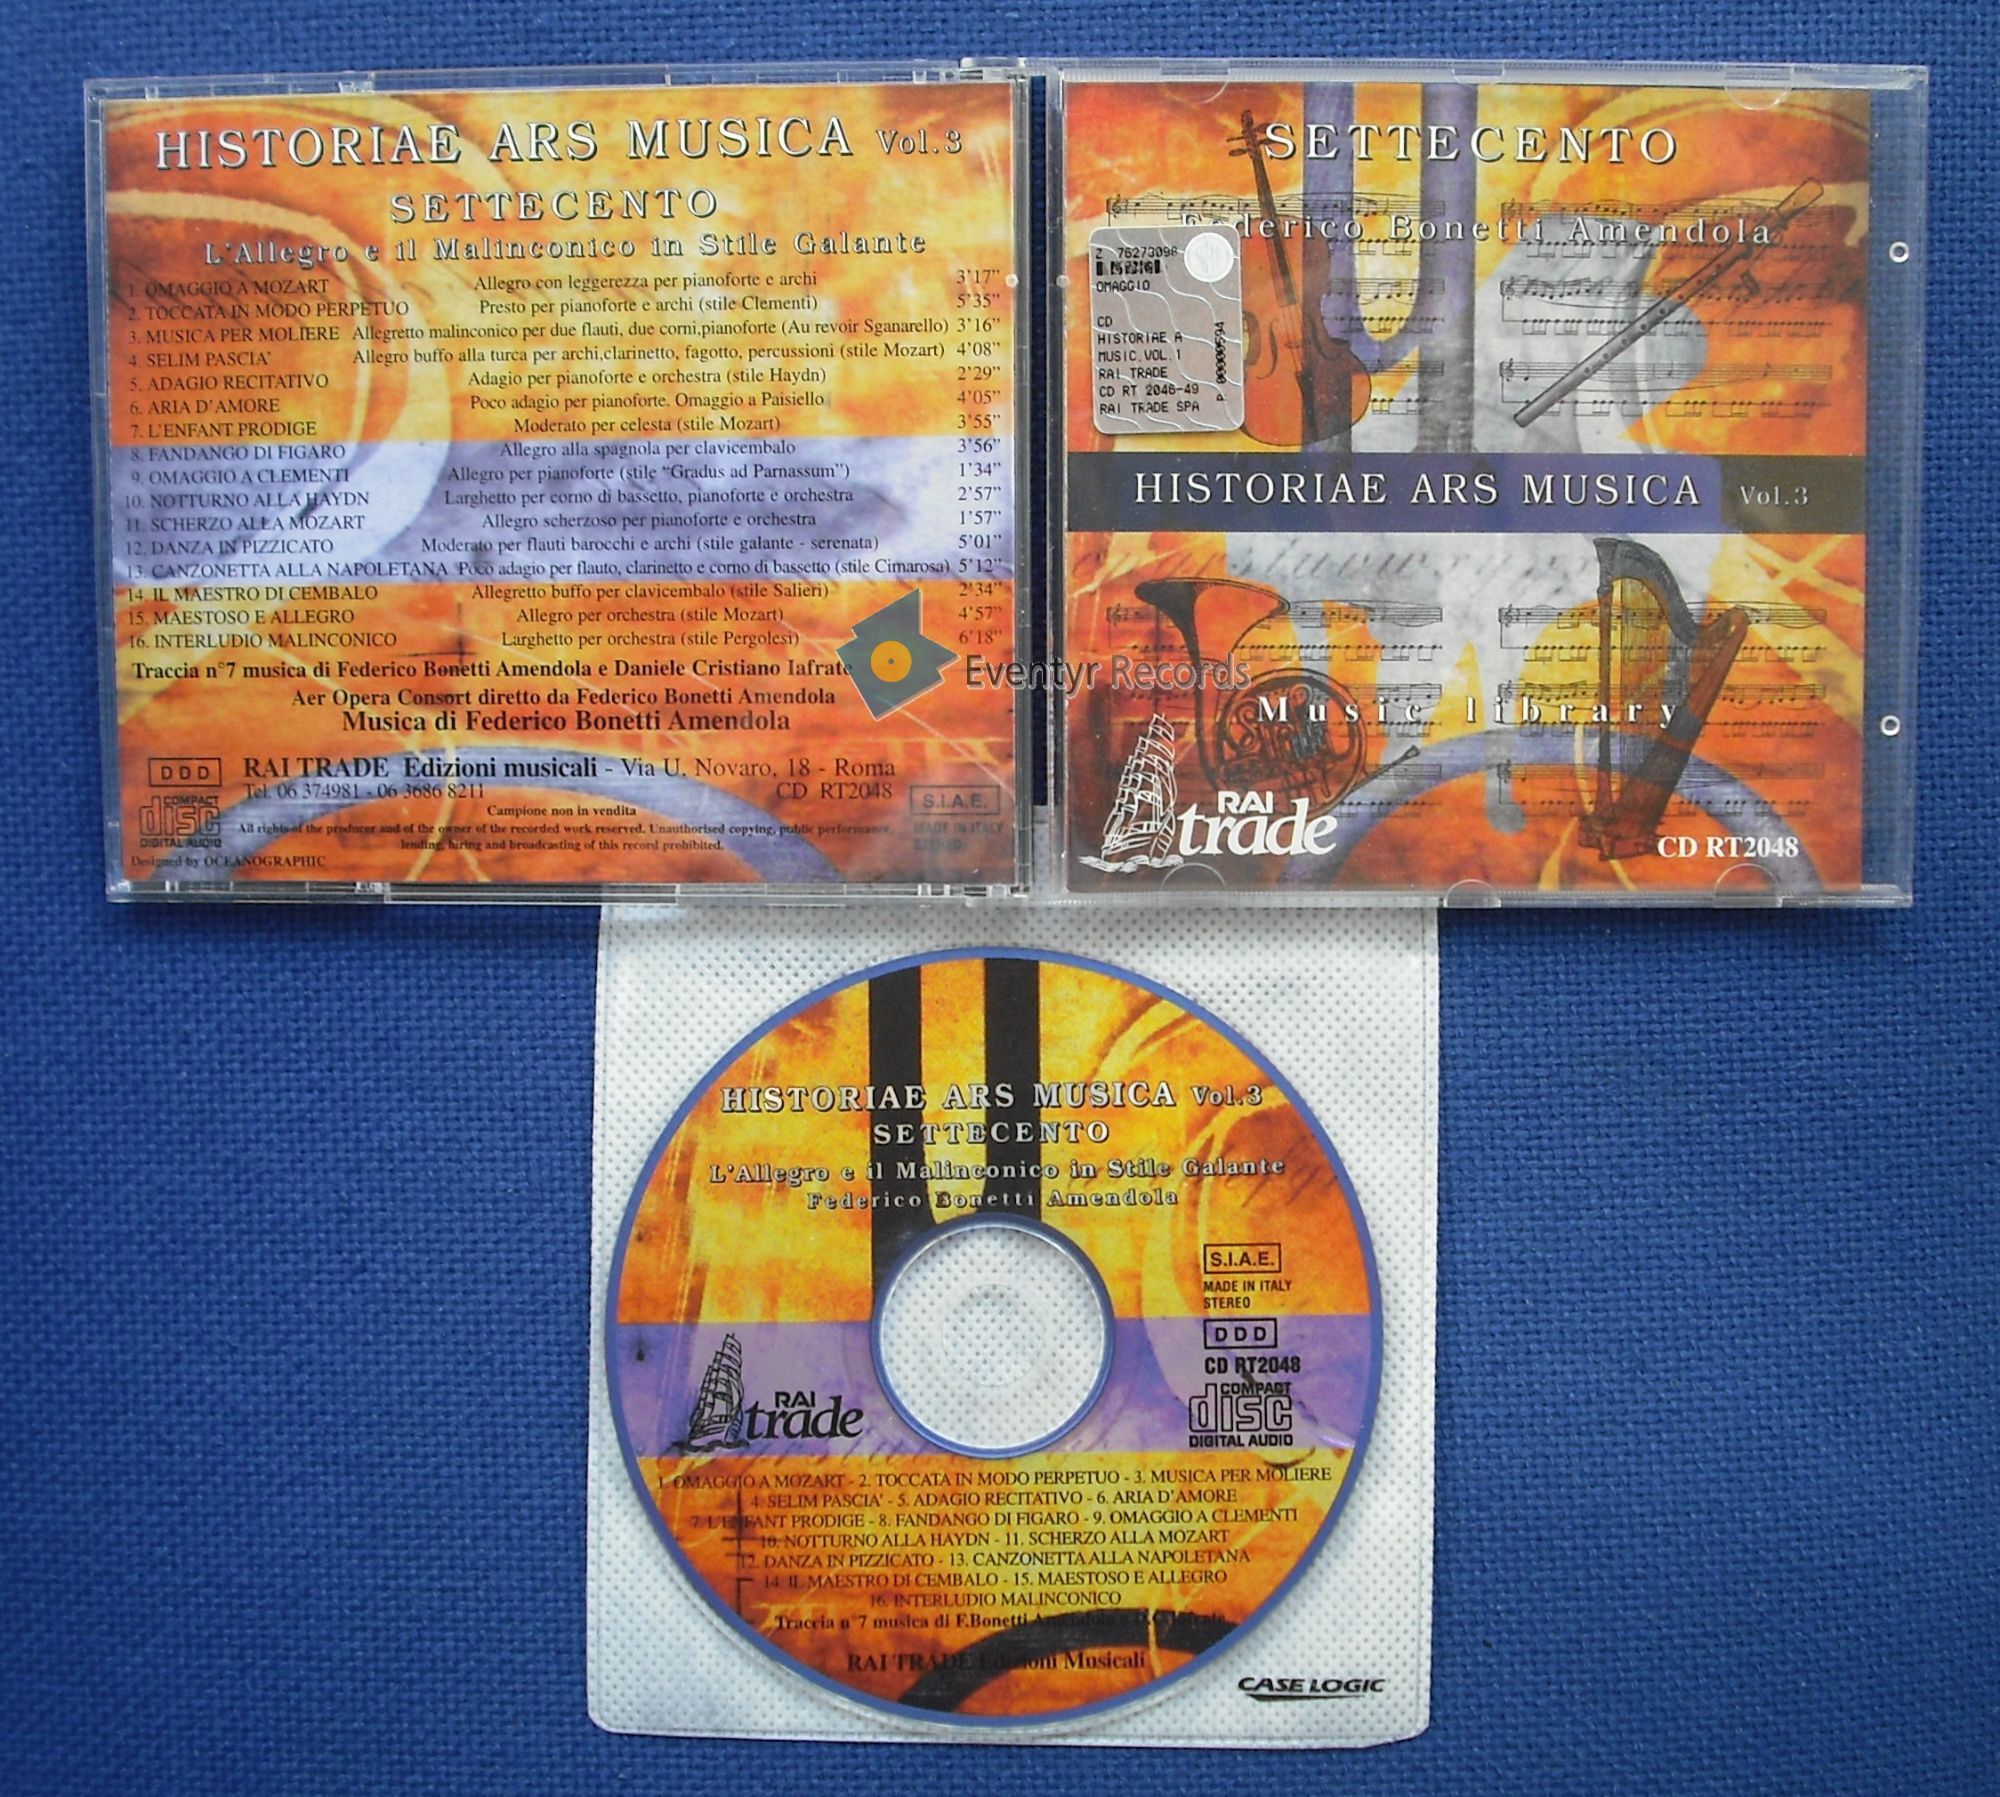 HISTORIAE ARS MUSICA Vol.3
SETTECENTO
L'Allegro e il Malinconico in Stile Galante
1. OMAGGIO A MOZART Allegro con leggerezza per pianoforte e archi 3'17"
2. TOCCATA IN MODO PERPETUO Presto per pianoforte e archi (stile Clementi) 5'35"
3. MUSICA PER MOLIERE Allegretto malinconico per due flauti, due corni,pianoforte (Au revoir Sganarello) 3'16"
4. SELIM PASCIA' Allegro buffo alla turca per archi,clarinetto, fagotto, percussioni (stile Mozart) 4'08"
5. ADAGIO RECITATIVO Adagio per pianoforte e orchestra (stile Haydn) 2'29"
6. ARIA D'AMORE Poco adagio per pianoforte. Omaggio a Paisiello 4'05"
7. L'ENFANT PRODIGE Moderato per celesta (stile Mozart) 3'55"
8. FANDANGO DI FIGARO Allegro alla spagnola per clavicembalo 3'56"
9. OMAGGIO A CLEMENTI Allegro per pianoforte (stile "Gradus ad Parnassum") 1'34"
10. NOTTURNO ALLA HAYDN Larghetto per corno di bassetto, pianoforte e orchestra 2'57"
11. SCHERZO ALLA MOZART Allegro scherzoso per pianoforte e orchestra 1'57"
12. DANZA IN PIZZICATO Moderato per flauti barocchi e archi (stile galante - serenata) 5'01"
13. CANZONETTA ALLA NAPOLETANA Poco adagio per flauto, clarinetto e corno di bassetto (stile Cimarosa) 5'12"
14. IL MAESTRO DI CEMBALO Allegretto buffo per clavicembalo (stile Salieri) 2'34"
15. MAESTOSO E ALLEGRO Allegro per orchestra (stile Mozart) 4'57"
16. INTERLUDIO MALINCONICO Larghetto per orchestra (stile Pergolesi) 6'18"
Traccia n°7 musica di Federico Bonetti Amendola e Daniele Cristiano Iafrate
Aer Opera Consort diretto da Federico Bonetti Amendola
Musica di Federico Bonetti Amendola
DDD RAI TRADE Edizioni musicali - Via U. Novaro, 18 - Roma
Tel. 06 374981 - 06 3686 8211 CD RT2048
COMPACT disc DIGITAL AUDIO
Campione non in vendita
All rights of the producer and of the owner of the recorded work reserved. Unauthorised copying, public performance,
lending, hiring and broadcasting of this record prohibited.
S.I.A.E.
MADE IN ITALY
STEREO
Designed by OCEANOGRAPHIC
Eventyr Records
SETTECENTO
Federico Bonetti Amendola
Z 76273098
OMAGGIO
CD
HISTORIAE A
MUSIC.VOL.1
RAI TRADE
CD RT 2046-49
RAI TRADE SPA
P 00000594
HISTORIAE ARS MUSICA Vol.3
Music library
RAI
trade
CD RT2048
HISTORIAE ARS MUSICA Vol.3
SETTECENTO
L'Allegro e il Malinconico in Stile Galante
Federico Bonetti Amendola
S.I.A.E.
MADE IN ITALY
STEREO
DDD
CD RT2048
COMPACT
disc
DIGITAL AUDIO
RAI
trade
1. OMAGGIO A MOZART - 2. TOCCATA IN MODO PERPETUO - 3. MUSICA PER MOLIERE
4. SELIM PASCIA' - 5. ADAGIO RECITATIVO - 6. ARIA D'AMORE
7. L'ENFANT PRODIGE - 8. FANDANGO DI FIGARO - 9. OMAGGIO A CLEMENTI
10. NOTTURNO ALLA HAYDN - 11. SCHERZO ALLA MOZART
12. DANZA IN PIZZICATO - 13. CANZONETTA ALLA NAPOLETANA
14. IL MAESTRO DI CEMBALO - 15. MAESTOSO E ALLEGRO
16. INTERLUDIO MALINCONICO
Traccia n°7 musica di F.Bonetti
RAI TRADE Edizioni Musicali
CASE LOGIC